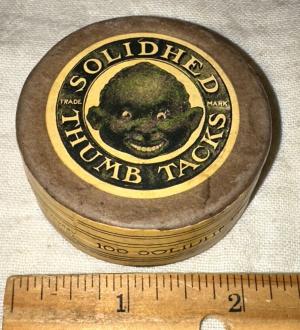 SOLIDHED
TRADE MARK
THUMB TACKS
100 SOLIDH
1 2